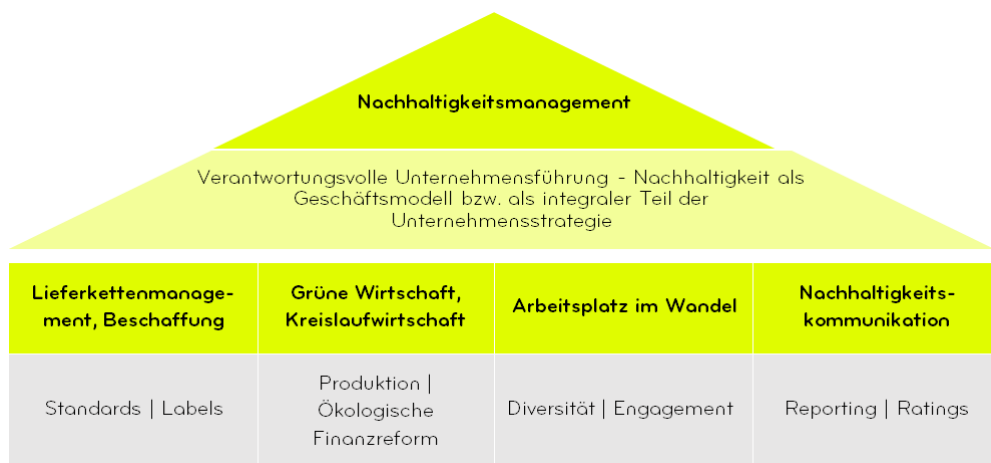 Nachhaltigkeitsmanagement
Verantwortungsvolle Unternehmensführung - Nachhaltigkeit als
Geschäftsmodell bzw. als integraler Teil der
Unternehmensstrategie
Lieferkettenmanage-
ment, Beschaffung
Grüne Wirtschaft,
Kreislaufwirtschaft
Arbeitsplatz im Wandel
Nachhaltigkeits-
kommunikation
Standards | Labels
Produktion |
Ökologische
Finanzreform
Diversität | Engagement
Reporting | Ratings